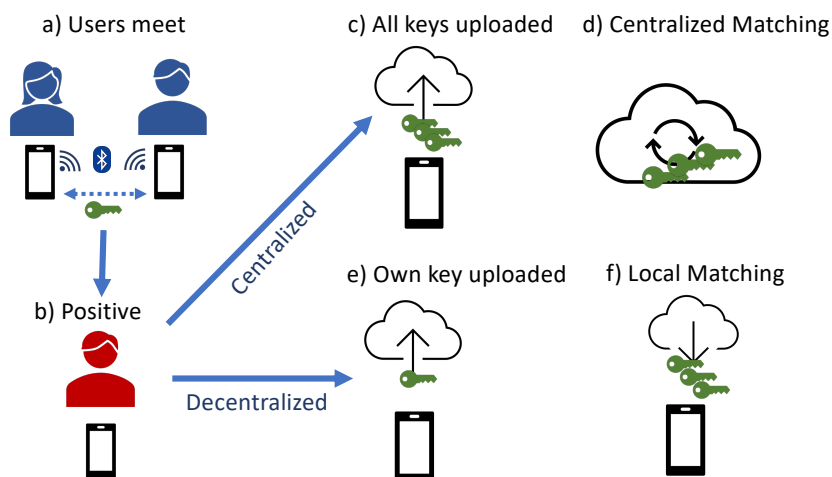 a) Users meet
c) All keys uploaded
d) Centralized Matching
Centralized
b) Positive
e) Own key uploaded
f) Local Matching
Decentralized